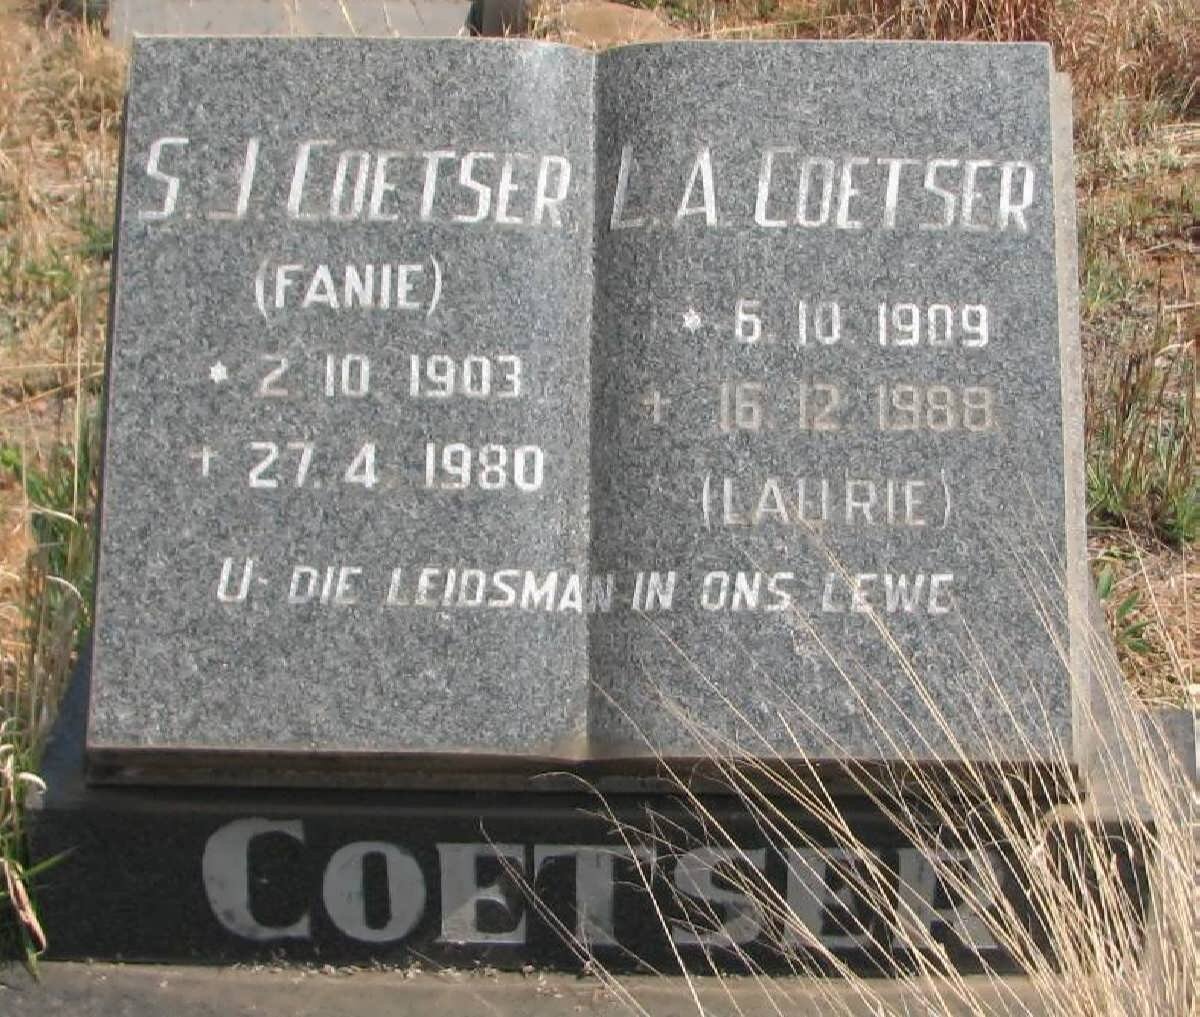 S. J. COETSER.
(FANIE)
* 2. 10. 1903
+ 27. 4. 1980
L. A. COETSER
* 6. 10. 1909
+ 16. 12. 1988.
(LAURIE)
U: DIE LEIDSMAN IN ONS LEWE
COETSER